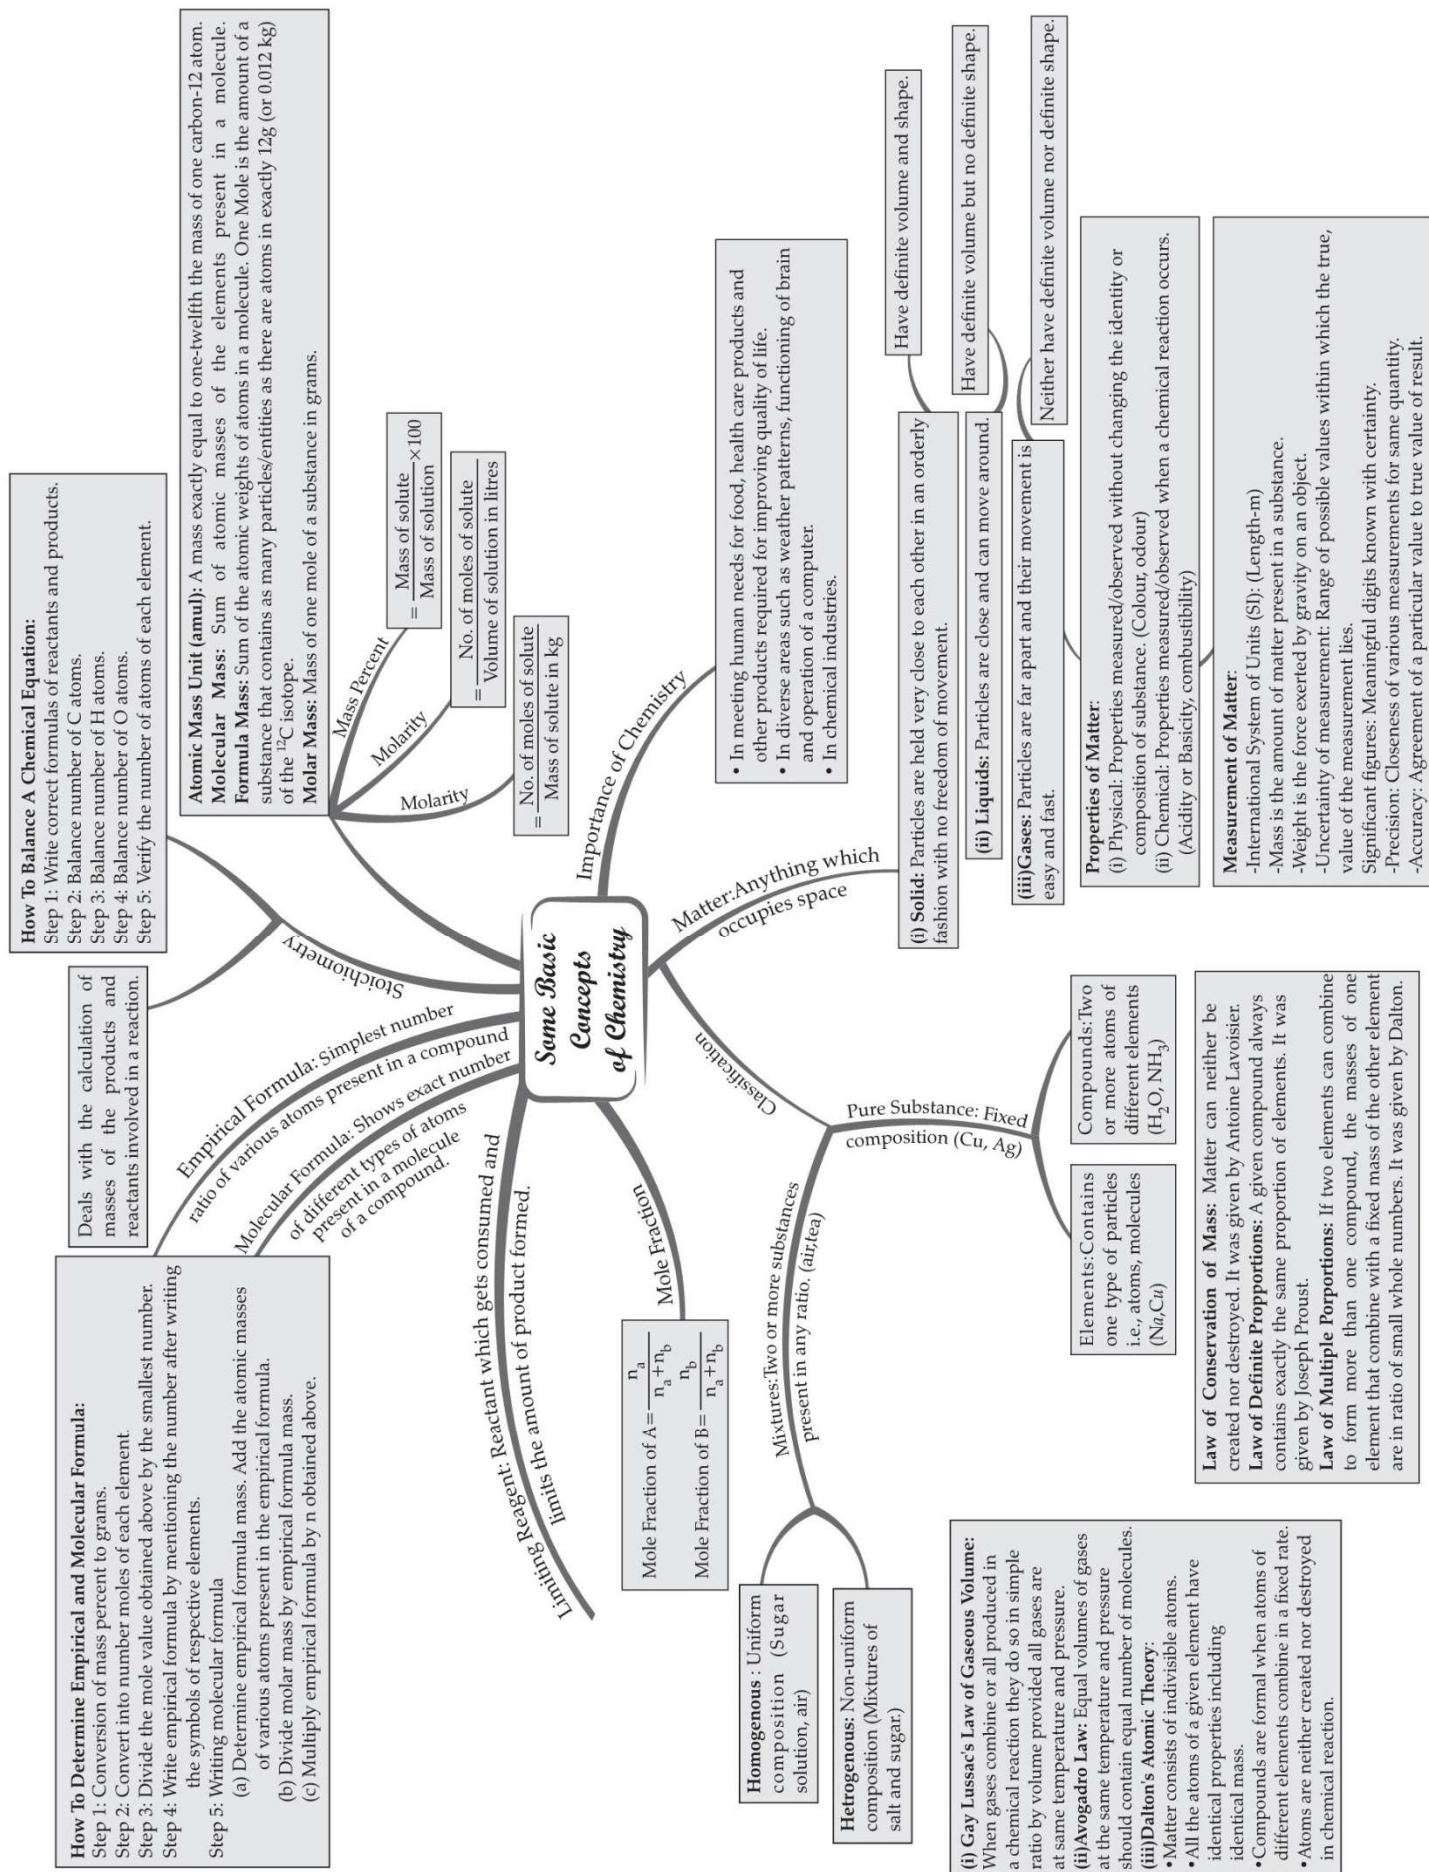 How To Determine Empirical and Molecular Formula:
Step 1: Conversion of mass percent to grams.
Step 2: Convert into number moles of each element.
Step 3: Divide the mole value obtained above by the smallest number.
Step 4: Write empirical formula by mentioning the number after writing
the symbols of respective elements.
Step 5: Writing molecular formula
(a) Determine empirical formula mass. Add the atomic masses
of various atoms present in the empirical formula.
(b) Divide molar mass by empirical formula mass.
(c) Multiply empirical formula by n obtained above.
Deals with the calculation of
masses of the products and
reactants involved in a reaction.
How To Balance A Chemical Equation:
Step 1: Write correct formulas of reactants and products.
Step 2: Balance number of C atoms.
Step 3: Balance number of H atoms.
Step 4: Balance number of O atoms.
Step 5: Verify the number of atoms of each element.
Stoichiometry
Empirical Formula: Simplest number
ratio of various atoms present in a compound
Molecular Formula: Shows exact number
of different types of atoms
present in a molecule
of a compound.
Atomic Mass Unit (amul): A mass exactly equal to one-twelfth the mass of one carbon-12 atom.
Molecular Mass: Sum of atomic masses of the elements present in a molecule.
Formula Mass: Sum of the atomic weights of atoms in a molecule. One Mole is the amount of a
substance that contains as many particles/entities as there are atoms in exactly 12g (or 0.012 kg)
of the ¹²C isotope.
Molar Mass: Mass of one mole of a substance in grams.
Mass Percent
= Mass of solute / Mass of solution ×100
Molarity
= No. of moles of solute / Volume of solution in litres
Molarity
= No. of moles of solute / Mass of solute in kg
Limiting Reagent: Reactant which gets consumed and
limits the amount of product formed.
Mole Fraction
Mole Fraction of A= nₐ / nₐ+n_b
Mole Fraction of B= n_b / nₐ+n_b
Some Basic
Concepts
of Chemistry
Importance of Chemistry
• In meeting human needs for food, health care products and
other products required for improving quality of life.
• In diverse areas such as weather patterns, functioning of brain
and operation of a computer.
• In chemical industries.
Matter:Anything which
occupies space
(i) Solid: Particles are held very close to each other in an orderly
fashion with no freedom of movement.
Have definite volume and shape.
(ii) Liquids: Particles are close and can move around.
Have definite volume but no definite shape.
(iii)Gases: Particles are far apart and their movement is
easy and fast.
Neither have definite volume nor definite shape.
Properties of Matter:
(i) Physical: Properties measured/observed without changing the identity or
composition of substance. (Colour, odour)
(ii) Chemical: Properties measured/observed when a chemical reaction occurs.
(Acidity or Basicity, combustibility)
Measurement of Matter:
-International System of Units (SI): (Length-m)
-Mass is the amount of matter present in a substance.
-Weight is the force exerted by gravity on an object.
-Uncertainty of measurement: Range of possible values within which the true,
value of the measurement lies.
Significant figures: Meaningful digits known with certainty.
-Precision: Closeness of various measurements for same quantity.
-Accuracy: Agreement of a particular value to true value of result.
Classification
Mixtures:Two or more substances
present in any ratio. (air,tea)
Homogenous : Uniform
composition (Sugar
solution, air)
Hetrogenous: Non-uniform
composition (Mixtures of
salt and sugar.)
Pure Substance: Fixed
composition (Cu, Ag)
Elements:Contains
one type of particles
i.e., atoms, molecules
(Na,Cu)
Compounds:Two
or more atoms of
different elements
(H₂O, NH₃)
(i) Gay Lussac's Law of Gaseous Volume:
When gases combine or all produced in
a chemical reaction they do so in simple
ratio by volume provided all gases are
at same temperature and pressure.
(ii)Avogadro Law: Equal volumes of gases
at the same temperature and pressure
should contain equal number of molecules.
(iii)Dalton's Atomic Theory:
• Matter consists of indivisible atoms.
• All the atoms of a given element have
identical properties including
identical mass.
• Compounds are formal when atoms of
different elements combine in a fixed rate.
• Atoms are neither created nor destroyed
in chemical reaction.
Law of Conservation of Mass: Matter can neither be
created nor destroyed. It was given by Antoine Lavoisier.
Law of Definite Propportions: A given compound always
contains exactly the same proportion of elements. It was
given by Joseph Proust.
Law of Multiple Porportions: If two elements can combine
to form more than one compound, the masses of one
element that combine with a fixed mass of the other element
are in ratio of small whole numbers. It was given by Dalton.